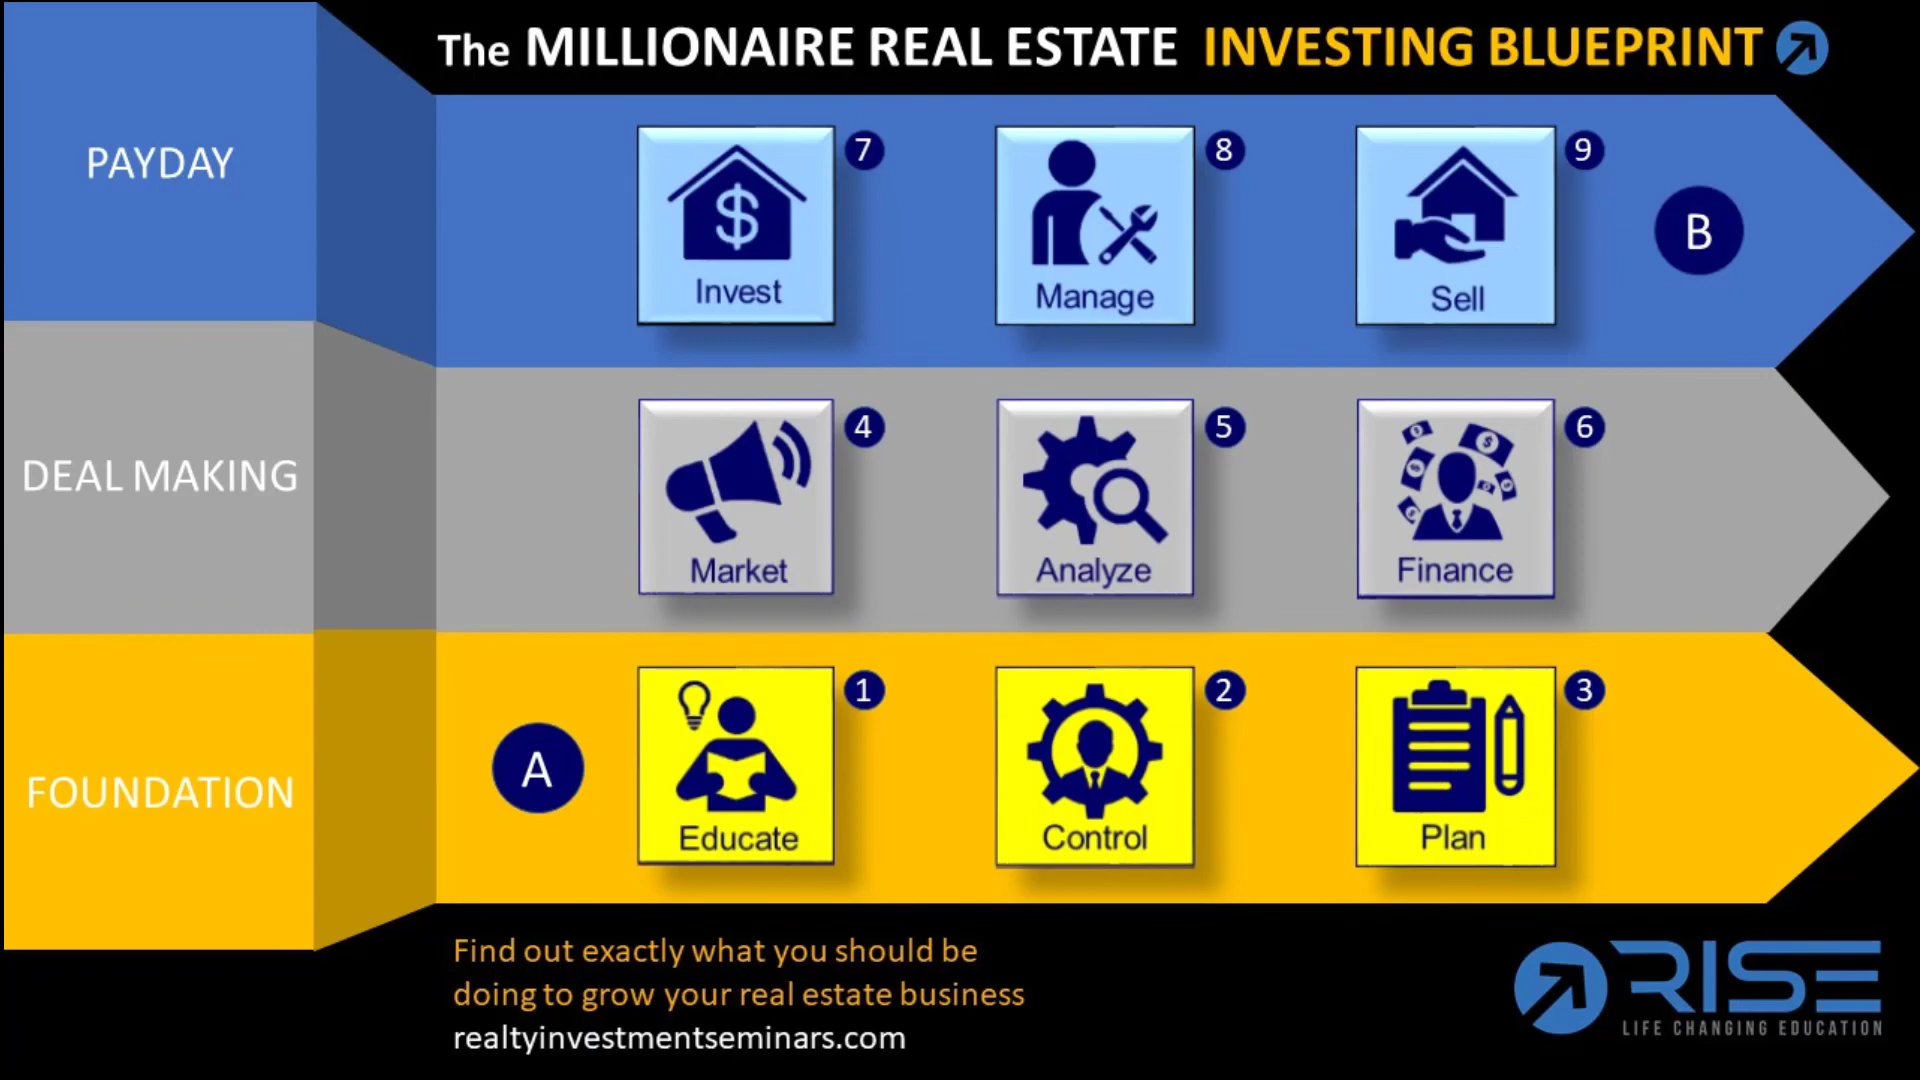 The MILLIONAIRE REAL ESTATE INVESTING BLUEPRINT
PAYDAY
7
8
9
B
Invest
Manage
Sell
DEAL MAKING
4
5
6
Market
Analyze
Finance
FOUNDATION
A
1
2
3
Educate
Control
Plan
Find out exactly what you should be
doing to grow your real estate business
realtyinvestmentseminars.com
RISE
LIFE CHANGING EDUCATION